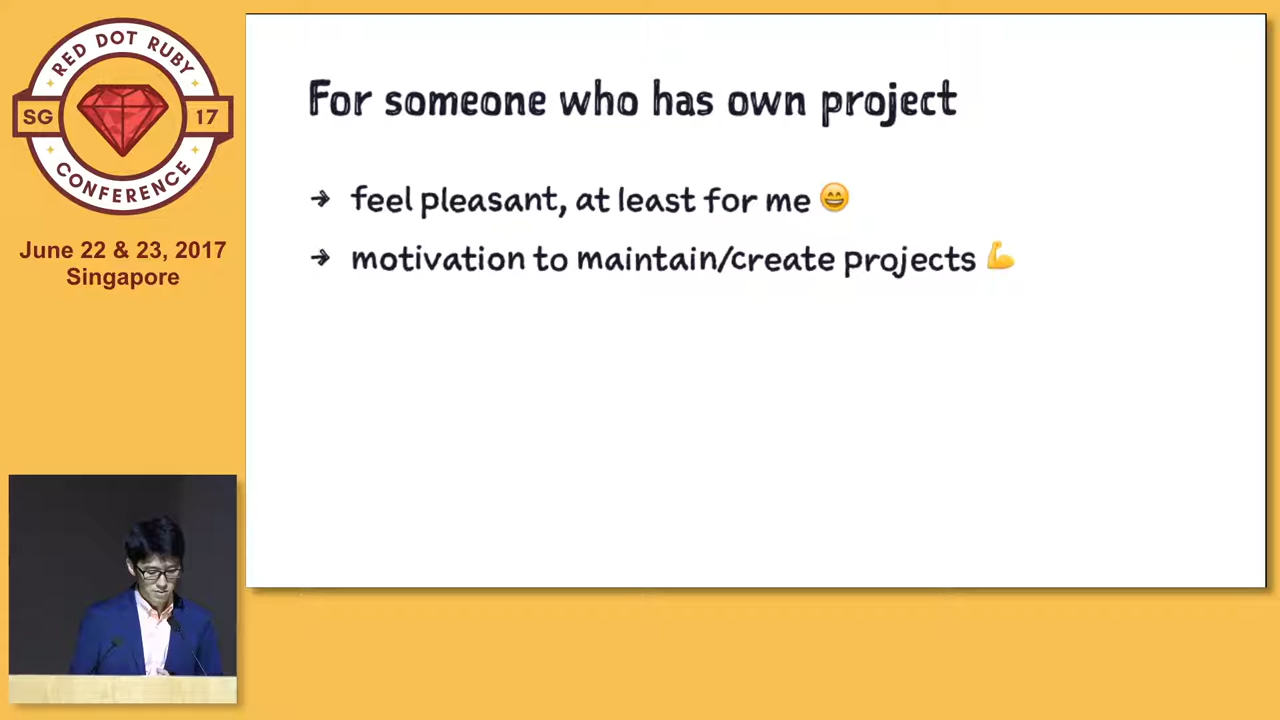 RED DOT RUBY
SG 17
CONFERENCE
June 22 & 23, 2017
Singapore
For someone who has own project
→ feel pleasant, at least for me 😄
→ motivation to maintain/create projects 💪